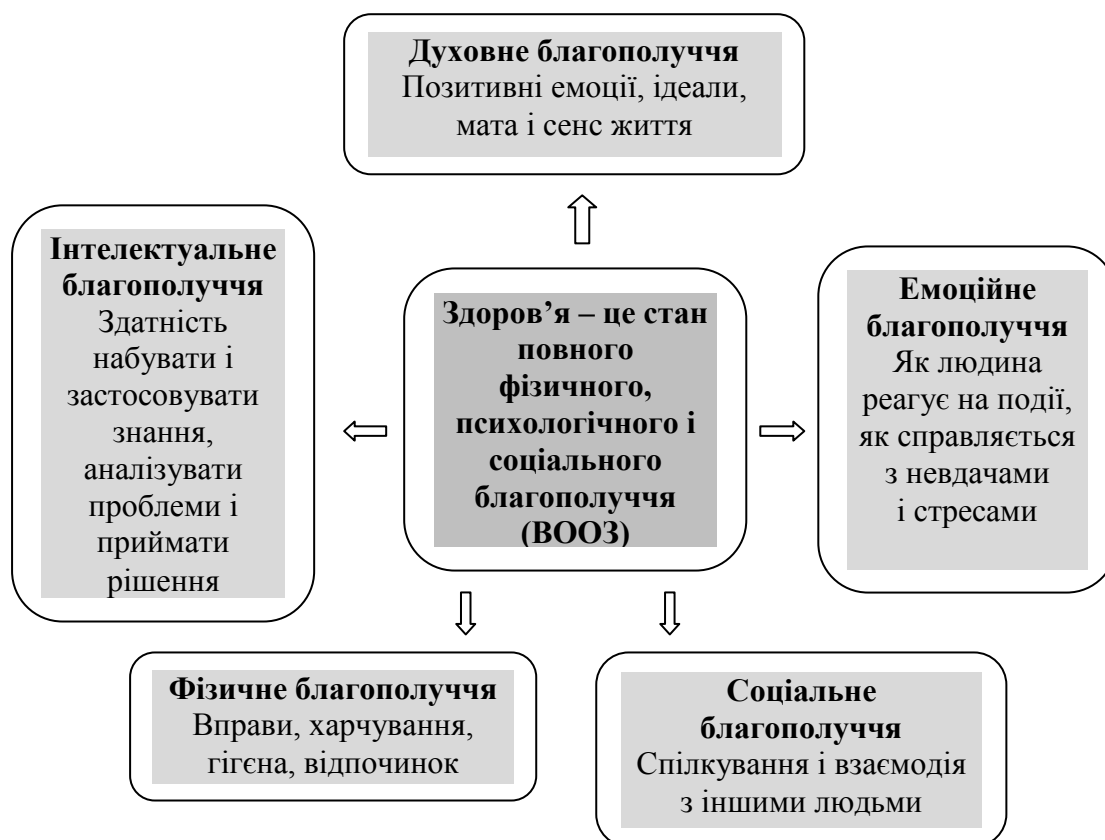 Духовне благополуччя
Позитивні емоції, ідеали,
мата і сенс життя
Інтелектуальне
благополуччя
Здатність
набувати і
застосовувати
знання,
аналізувати
проблеми і
приймати
рішення
Здоров’я – це стан
повного
фізичного,
психологічного і
соціального
благополуччя
(ВООЗ)
Емоційне
благополуччя
Як людина
реагує на події,
як справляється
з невдачами
і стресами
Фізичне благополуччя
Вправи, харчування,
гігєна, відпочинок
Соціальне
благополуччя
Спілкування і взаємодія
з іншими людьми